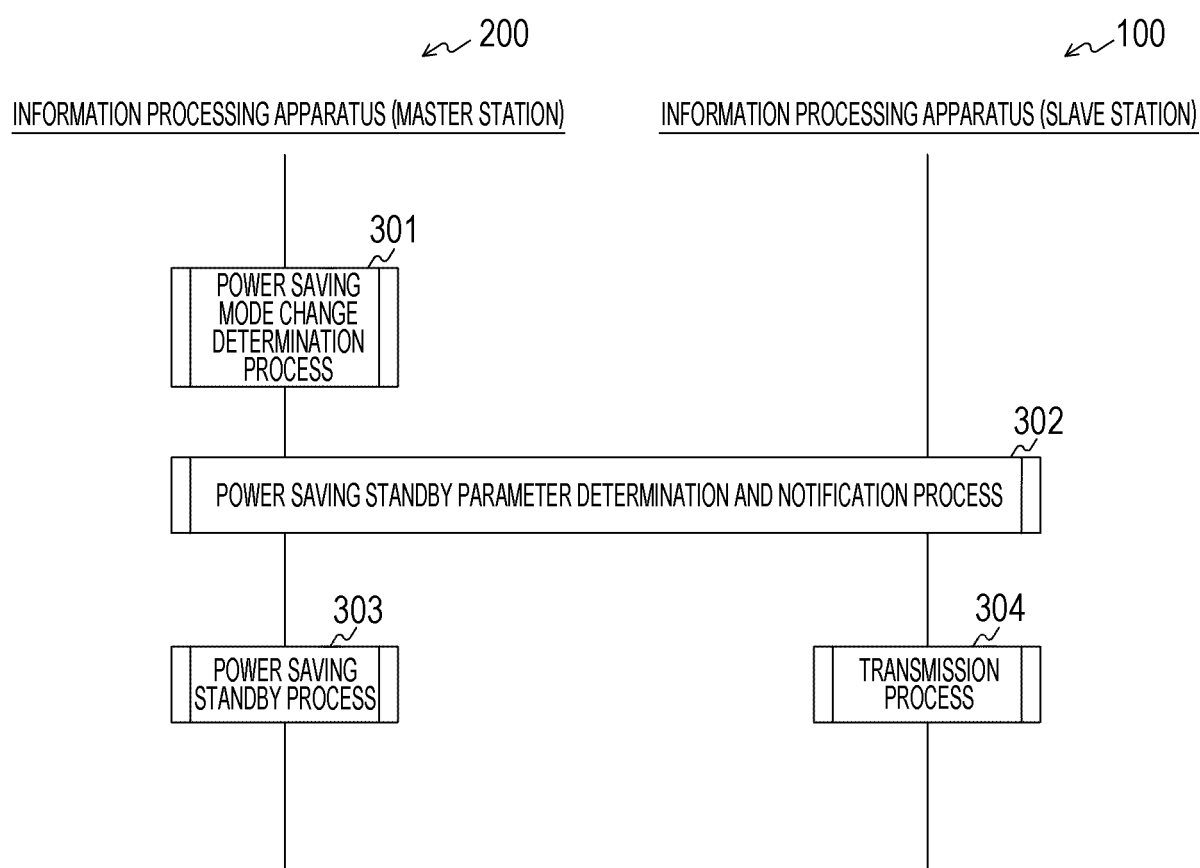 200
100
INFORMATION PROCESSING APPARATUS (MASTER STATION)
INFORMATION PROCESSING APPARATUS (SLAVE STATION)
301
POWER SAVING
MODE CHANGE
DETERMINATION
PROCESS
302
POWER SAVING STANDBY PARAMETER DETERMINATION AND NOTIFICATION PROCESS
303
POWER SAVING
STANDBY PROCESS
304
TRANSMISSION
PROCESS